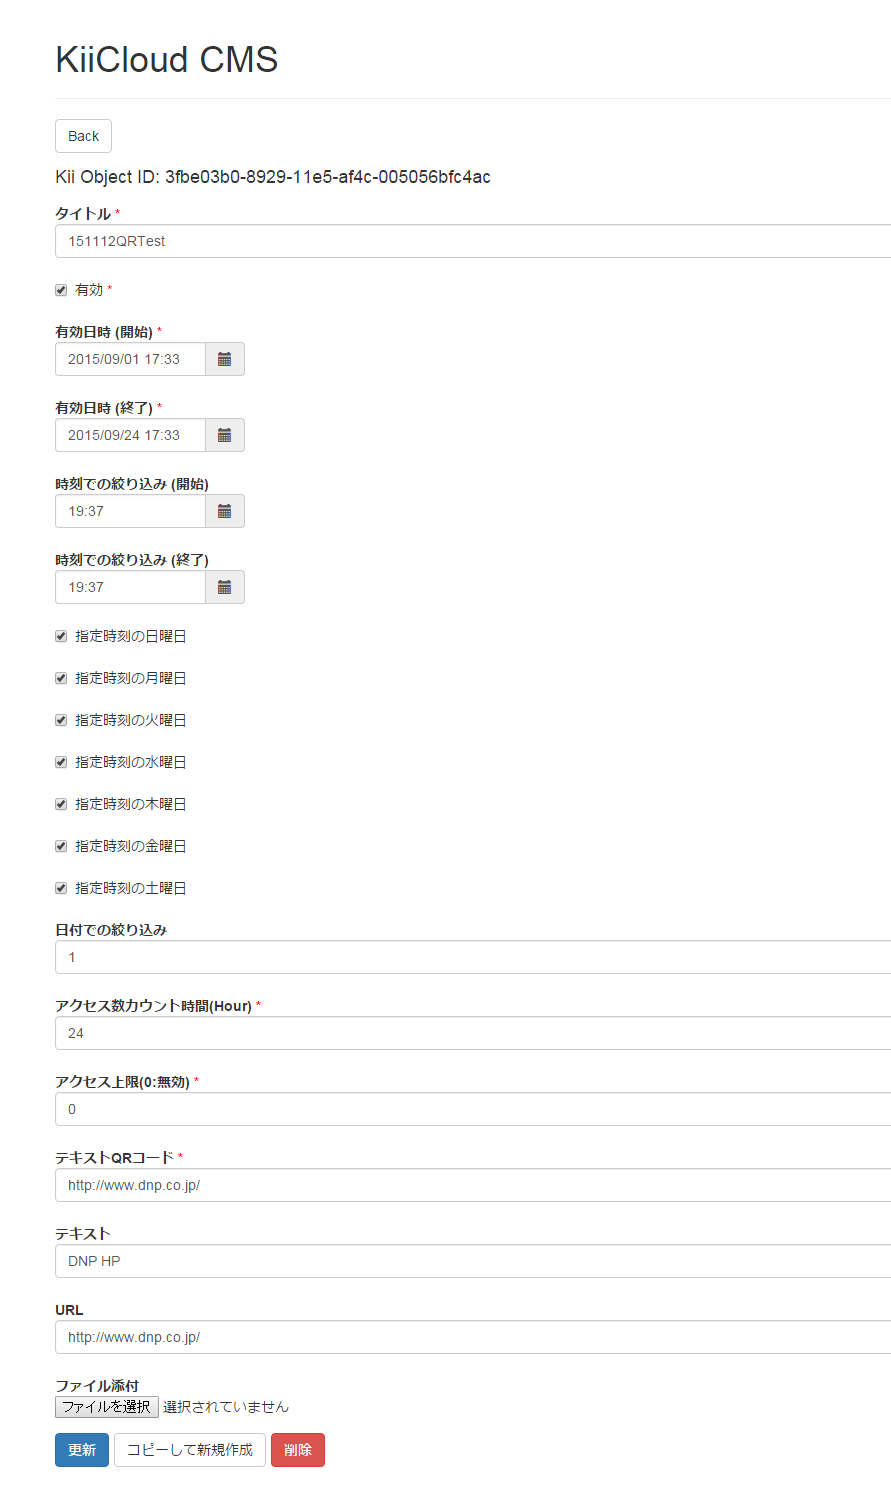 KiiCloud CMS
Back
Kii Object ID: 3fbe03b0-8929-11e5-af4c-005056bfc4ac
タイトル *
151112QRTest
有効 *
有効日時 (開始) *
2015/09/01 17:33
有効日時 (終了) *
2015/09/24 17:33
時刻での絞り込み (開始)
19:37
時刻での絞り込み (終了)
19:37
指定時刻の日曜日
指定時刻の月曜日
指定時刻の火曜日
指定時刻の水曜日
指定時刻の木曜日
指定時刻の金曜日
指定時刻の土曜日
日付での絞り込み
1
アクセス数カウント時間(Hour) *
24
アクセス上限(0:無効) *
0
テキストQRコード *
http://www.dnp.co.jp/
テキスト
DNP HP
URL
http://www.dnp.co.jp/
ファイル添付
ファイルを選択 選択されていません
更新 コピーして新規作成 削除